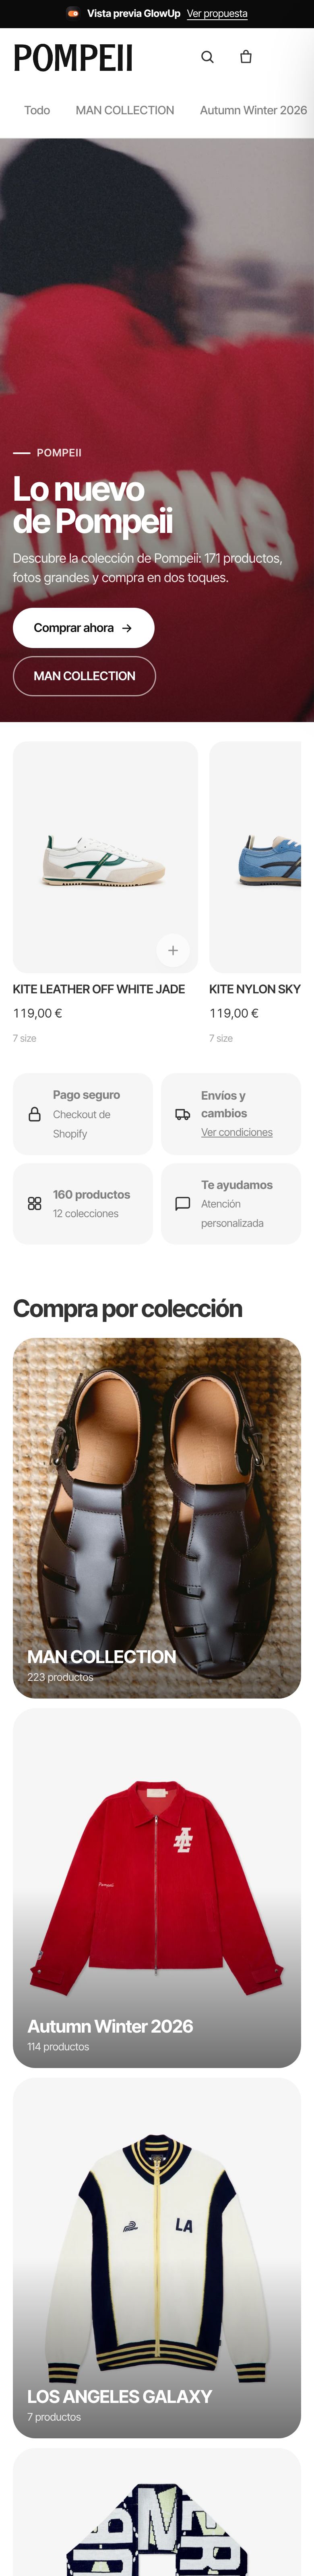 Vista previa GlowUp Ver propuesta
POMPEII
Todo MAN COLLECTION Autumn Winter 2026
POMPEII
Lo nuevo
de Pompeii
Descubre la colección de Pompeii: 171 productos,
fotos grandes y compra en dos toques.
Comprar ahora →
MAN COLLECTION
KITE LEATHER OFF WHITE JADE
119,00 €
7 size
KITE NYLON SKY
119,00 €
7 size
Pago seguro
Checkout de
Shopify
Envíos y
cambios
Ver condiciones
160 productos
12 colecciones
Te ayudamos
Atención
personalizada
Compra por colección
MAN COLLECTION
223 productos
Pompeii
Autumn Winter 2026
114 productos
LA
LOS ANGELES GALAXY
7 productos